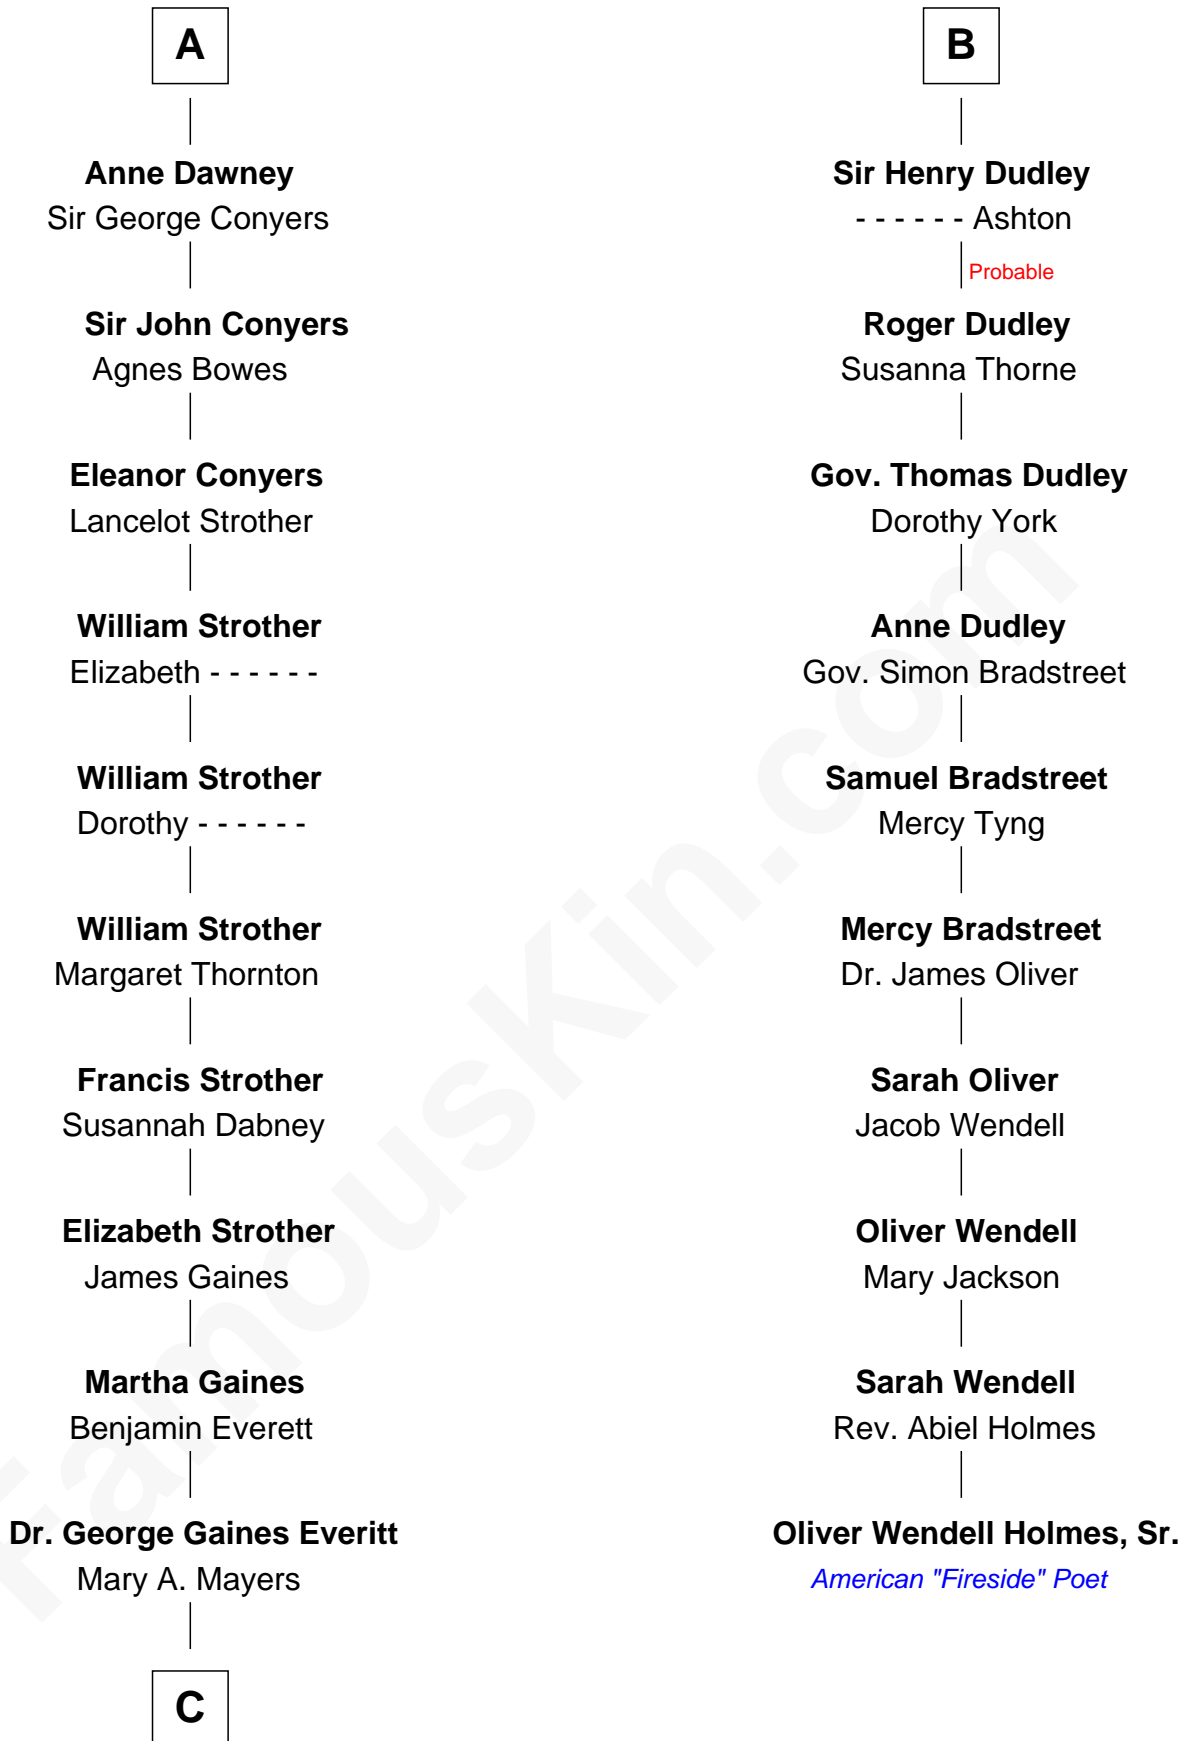 A
Anne Dawney
Sir George Conyers
Sir John Conyers
Agnes Bowes
Eleanor Conyers
Lancelot Strother
William Strother
Elizabeth - - - - - -
William Strother
Dorothy - - - - - -
William Strother
Margaret Thornton
Francis Strother
Susannah Dabney
Elizabeth Strother
James Gaines
Martha Gaines
Benjamin Everett
Dr. George Gaines Everitt
Mary A. Mayers
C
B
Sir Henry Dudley
- - - - - - Ashton
Probable
Roger Dudley
Susanna Thorne
Gov. Thomas Dudley
Dorothy York
Anne Dudley
Gov. Simon Bradstreet
Samuel Bradstreet
Mercy Tyng
Mercy Bradstreet
Dr. James Oliver
Sarah Oliver
Jacob Wendell
Oliver Wendell
Mary Jackson
Sarah Wendell
Rev. Abiel Holmes
Oliver Wendell Holmes, Sr.
American "Fireside" Poet
FamousKin.com